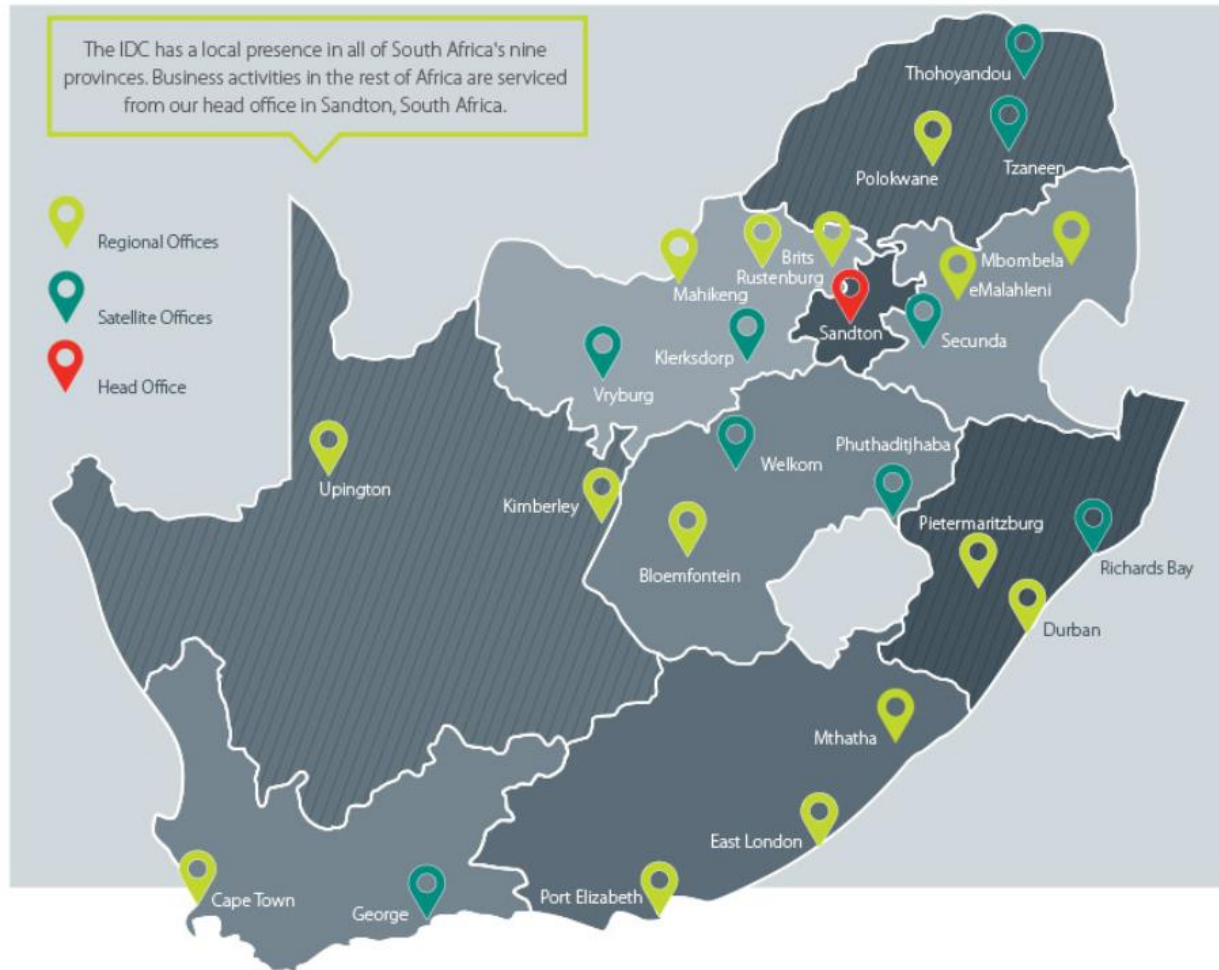 The IDC has a local presence in all of South Africa's nine
provinces. Business activities in the rest of Africa are serviced
from our head office in Sandton, South Africa.
Regional Offices
Satellite Offices
Head Office
Thohoyandou
Polokwane
Tzaneen
Mahikeng
Brits
Rustenburg
Mbombela
eMalahleni
Sandton
Secunda
Klerksdorp
Vryburg
Upington
Kimberley
Welkom
Phuthaditjhaba
Bloemfontein
Pietermaritzburg
Richards Bay
Durban
Mthatha
East London
Port Elizabeth
Cape Town
George